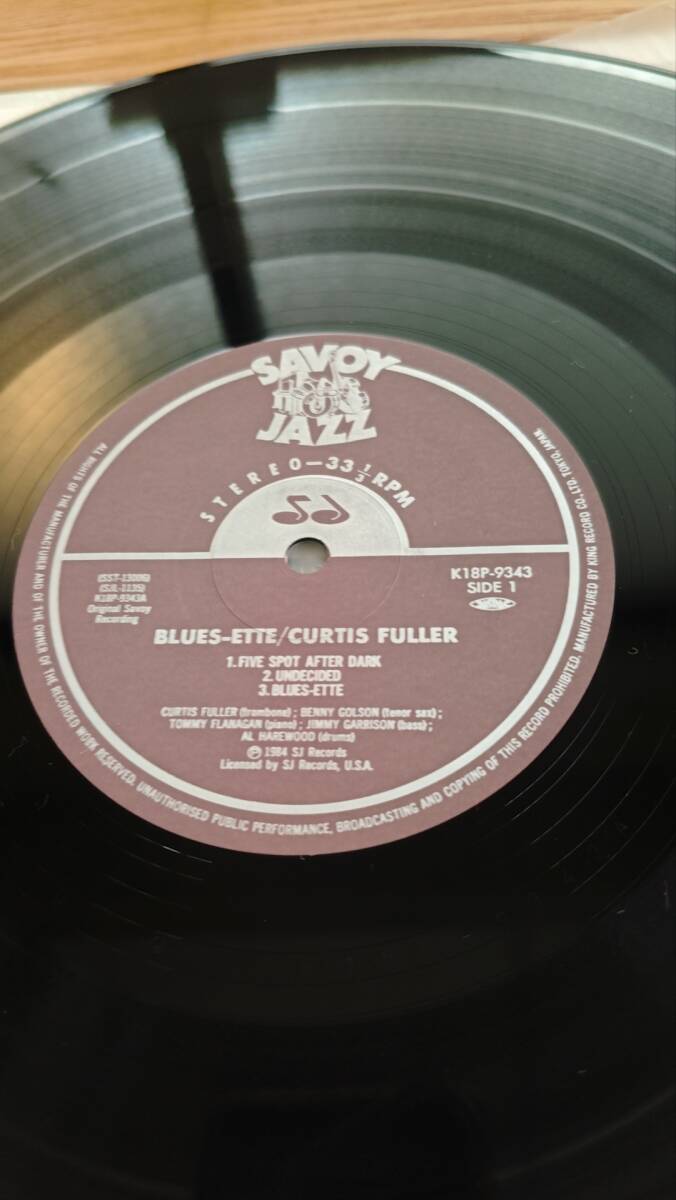 SAVOY
JAZZ
STEREO-33 1/3 RPM
K18P-9343
SIDE 1
(SST-13006)
(SJL-1135)
K18P-9343A
Original Savoy
Recording
BLUES-ETTE/CURTIS FULLER
1. FIVE SPOT AFTER DARK
2. UNDECIDED
3. BLUES-ETTE
CURTIS FULLER (trombone); BENNY GOLSON (tenor sax);
TOMMY FLANAGAN (piano); JIMMY GARRISON (bass);
AL HAREWOOD (drums)
Ⓟ 1984 SJ Records
Licensed by SJ Records, U.S.A.
ALL RIGHTS OF THE MANUFACTURER AND OF THE OWNER OF THE RECORDED WORK RESERVED. UNAUTHORISED PUBLIC PERFORMANCE, BROADCASTING AND COPYING OF THIS RECORD PROHIBITED. MANUFACTURED BY KING RECORD CO., LTD. TOKYO, JAPAN.